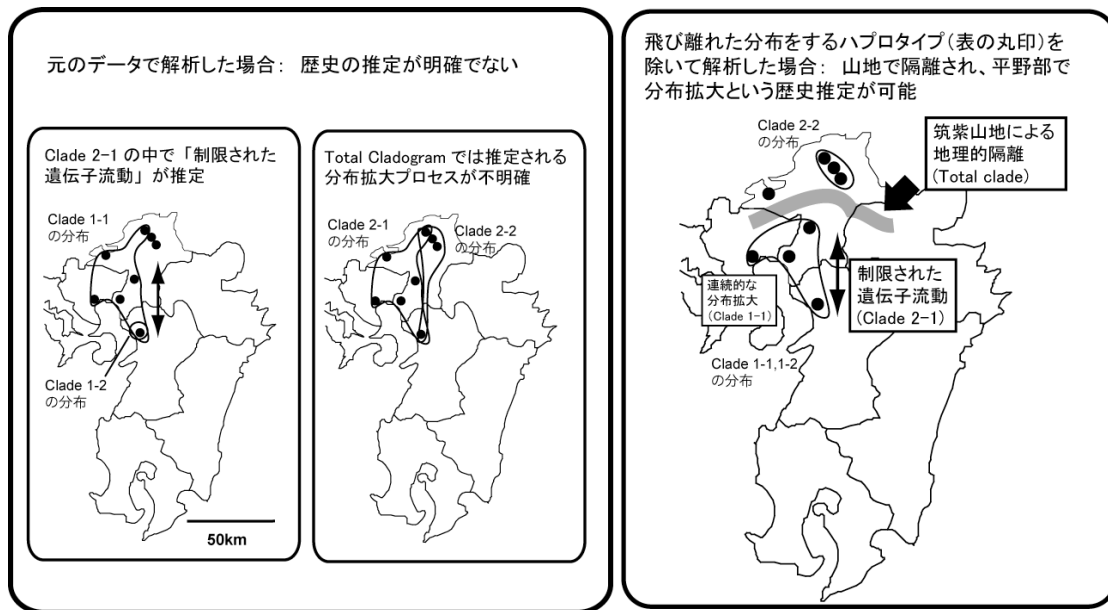 元のデータで解析した場合： 歴史の推定が明確でない
Clade 2-1 の中で「制限された
遺伝子流動」が推定
Clade 1-1
の分布
Clade 1-2
の分布
50km
Total Cladogram では推定される
分布拡大プロセスが不明確
Clade 2-1
の分布
Clade 2-2
の分布
飛び離れた分布をするハプロタイプ（表の丸印）を
除いて解析した場合： 山地で隔離され、平野部で
分布拡大という歴史推定が可能
Clade 2-2
の分布
筑紫山地による
地理的隔離
(Total clade)
連続的な
分布拡大
(Clade 1-1)
制限された
遺伝子流動
(Clade 2-1)
Clade 1-1,1-2
の分布